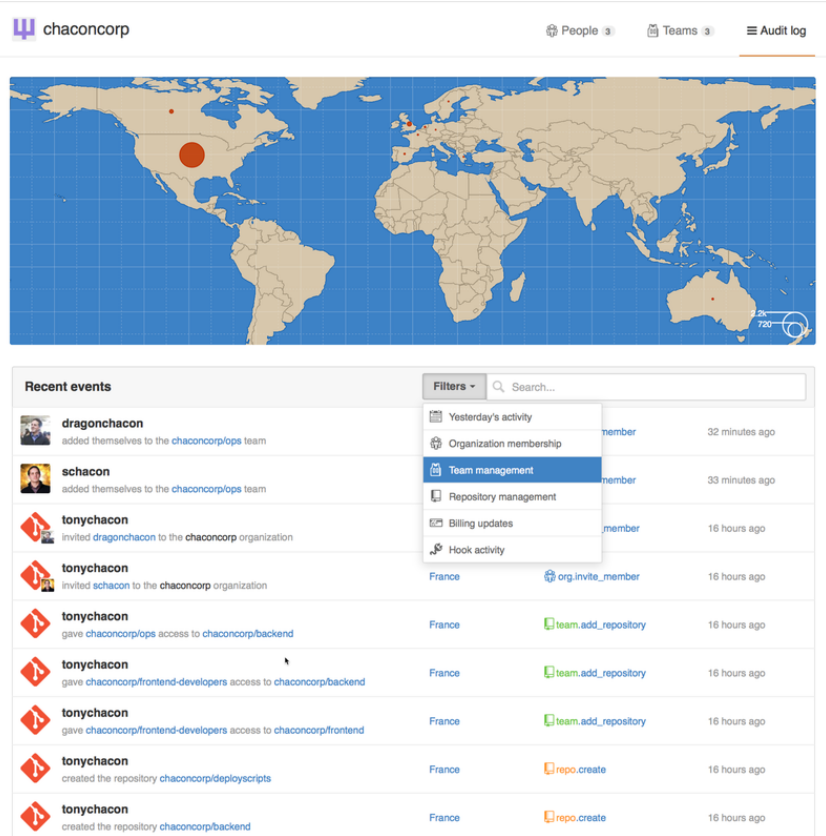 chaconcorp
People 3
Teams 3
Audit log
2.2k
720
Recent events
Filters
Search...
Yesterday's activity
Organization membership
Team management
Repository management
Billing updates
Hook activity
dragonchacon
added themselves to the chaconcorp/ops team
member
32 minutes ago
schacon
added themselves to the chaconcorp/ops team
member
33 minutes ago
tonychacon
invited dragonchacon to the chaconcorp organization
_member
16 hours ago
tonychacon
invited schacon to the chaconcorp organization
France
org.invite_member
16 hours ago
tonychacon
gave chaconcorp/ops access to chaconcorp/backend
France
team.add_repository
16 hours ago
tonychacon
gave chaconcorp/frontend-developers access to chaconcorp/backend
France
team.add_repository
16 hours ago
tonychacon
gave chaconcorp/frontend-developers access to chaconcorp/frontend
France
team.add_repository
16 hours ago
tonychacon
created the repository chaconcorp/deployscripts
France
repo.create
16 hours ago
tonychacon
created the repository chaconcorp/backend
France
repo.create
16 hours ago